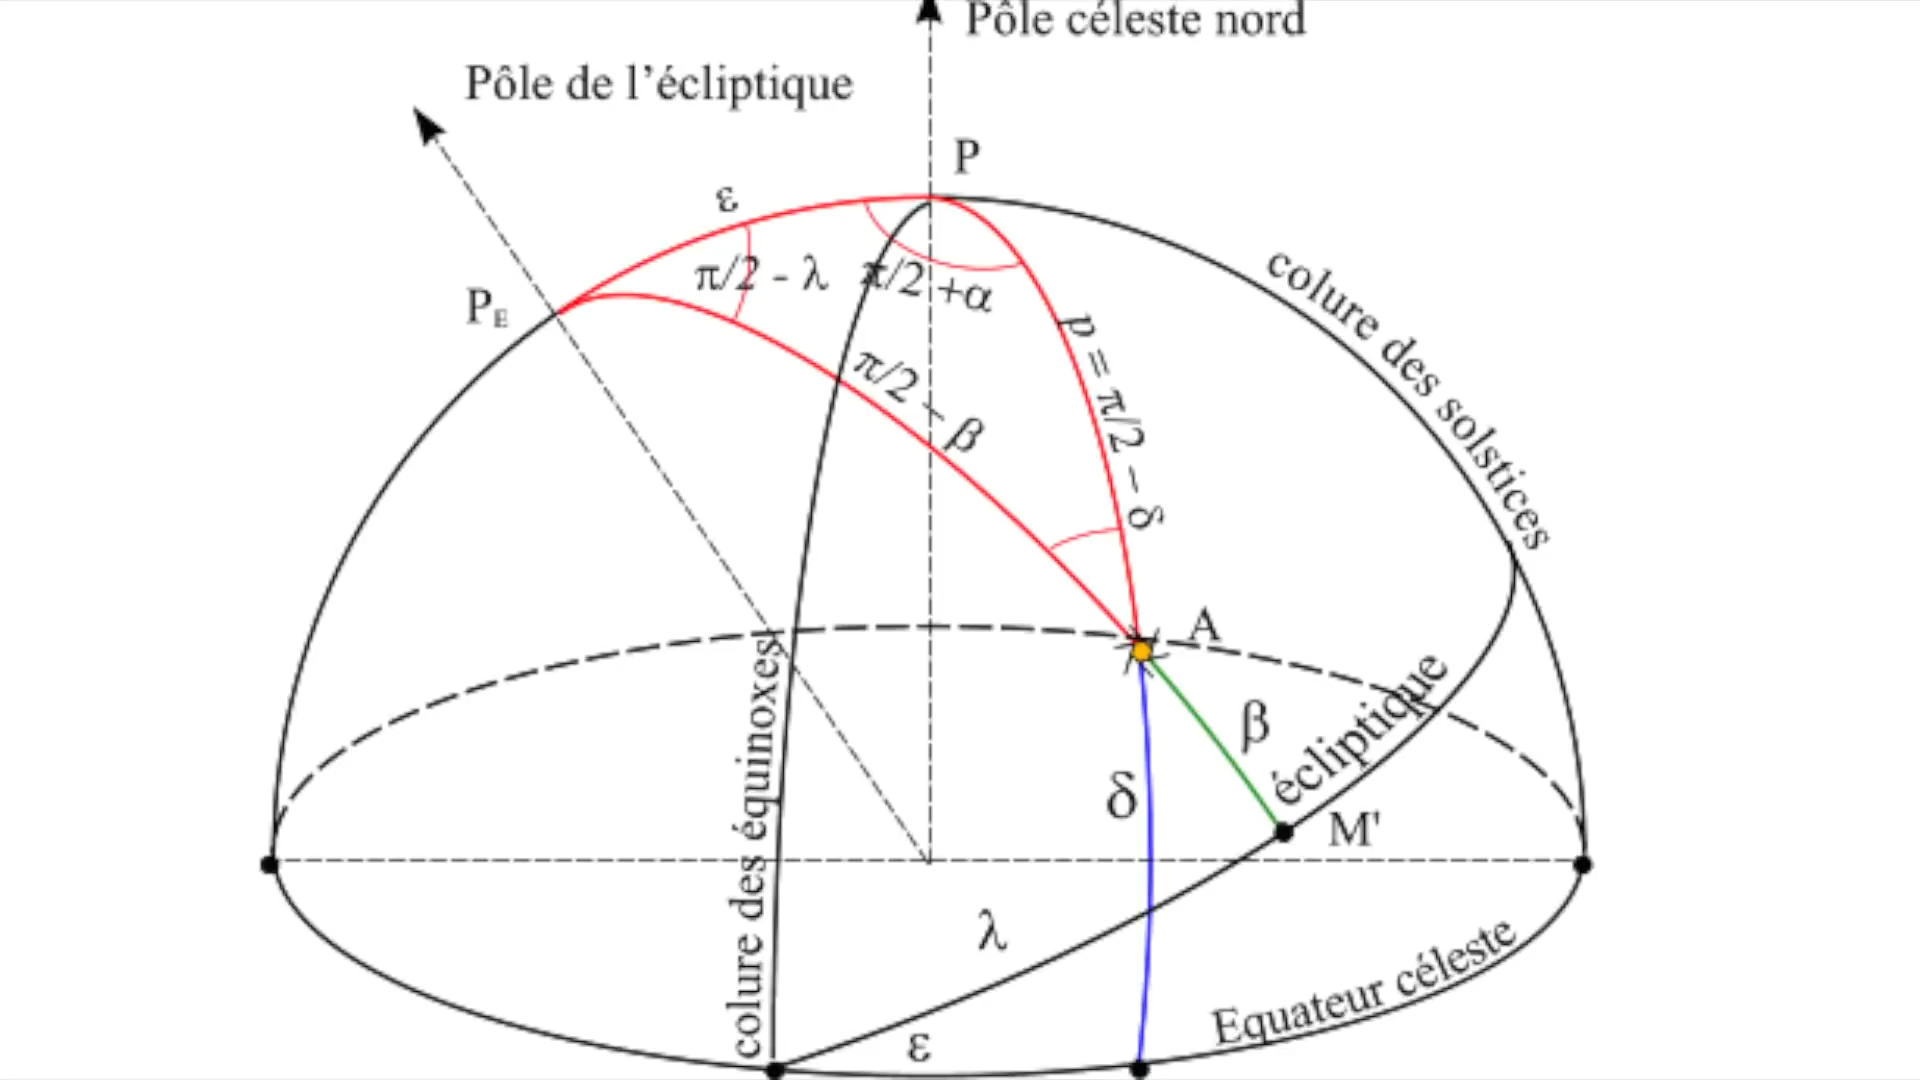 Pôle céleste nord
Pôle de l’écliptique
P
ε
π/2 - λ
π/2 +α
P_E
colure des solstices
p = π/2 – δ
π/2 – β
A
β
écliptique
δ
M'
colure des équinoxes
λ
Equateur céleste
ε